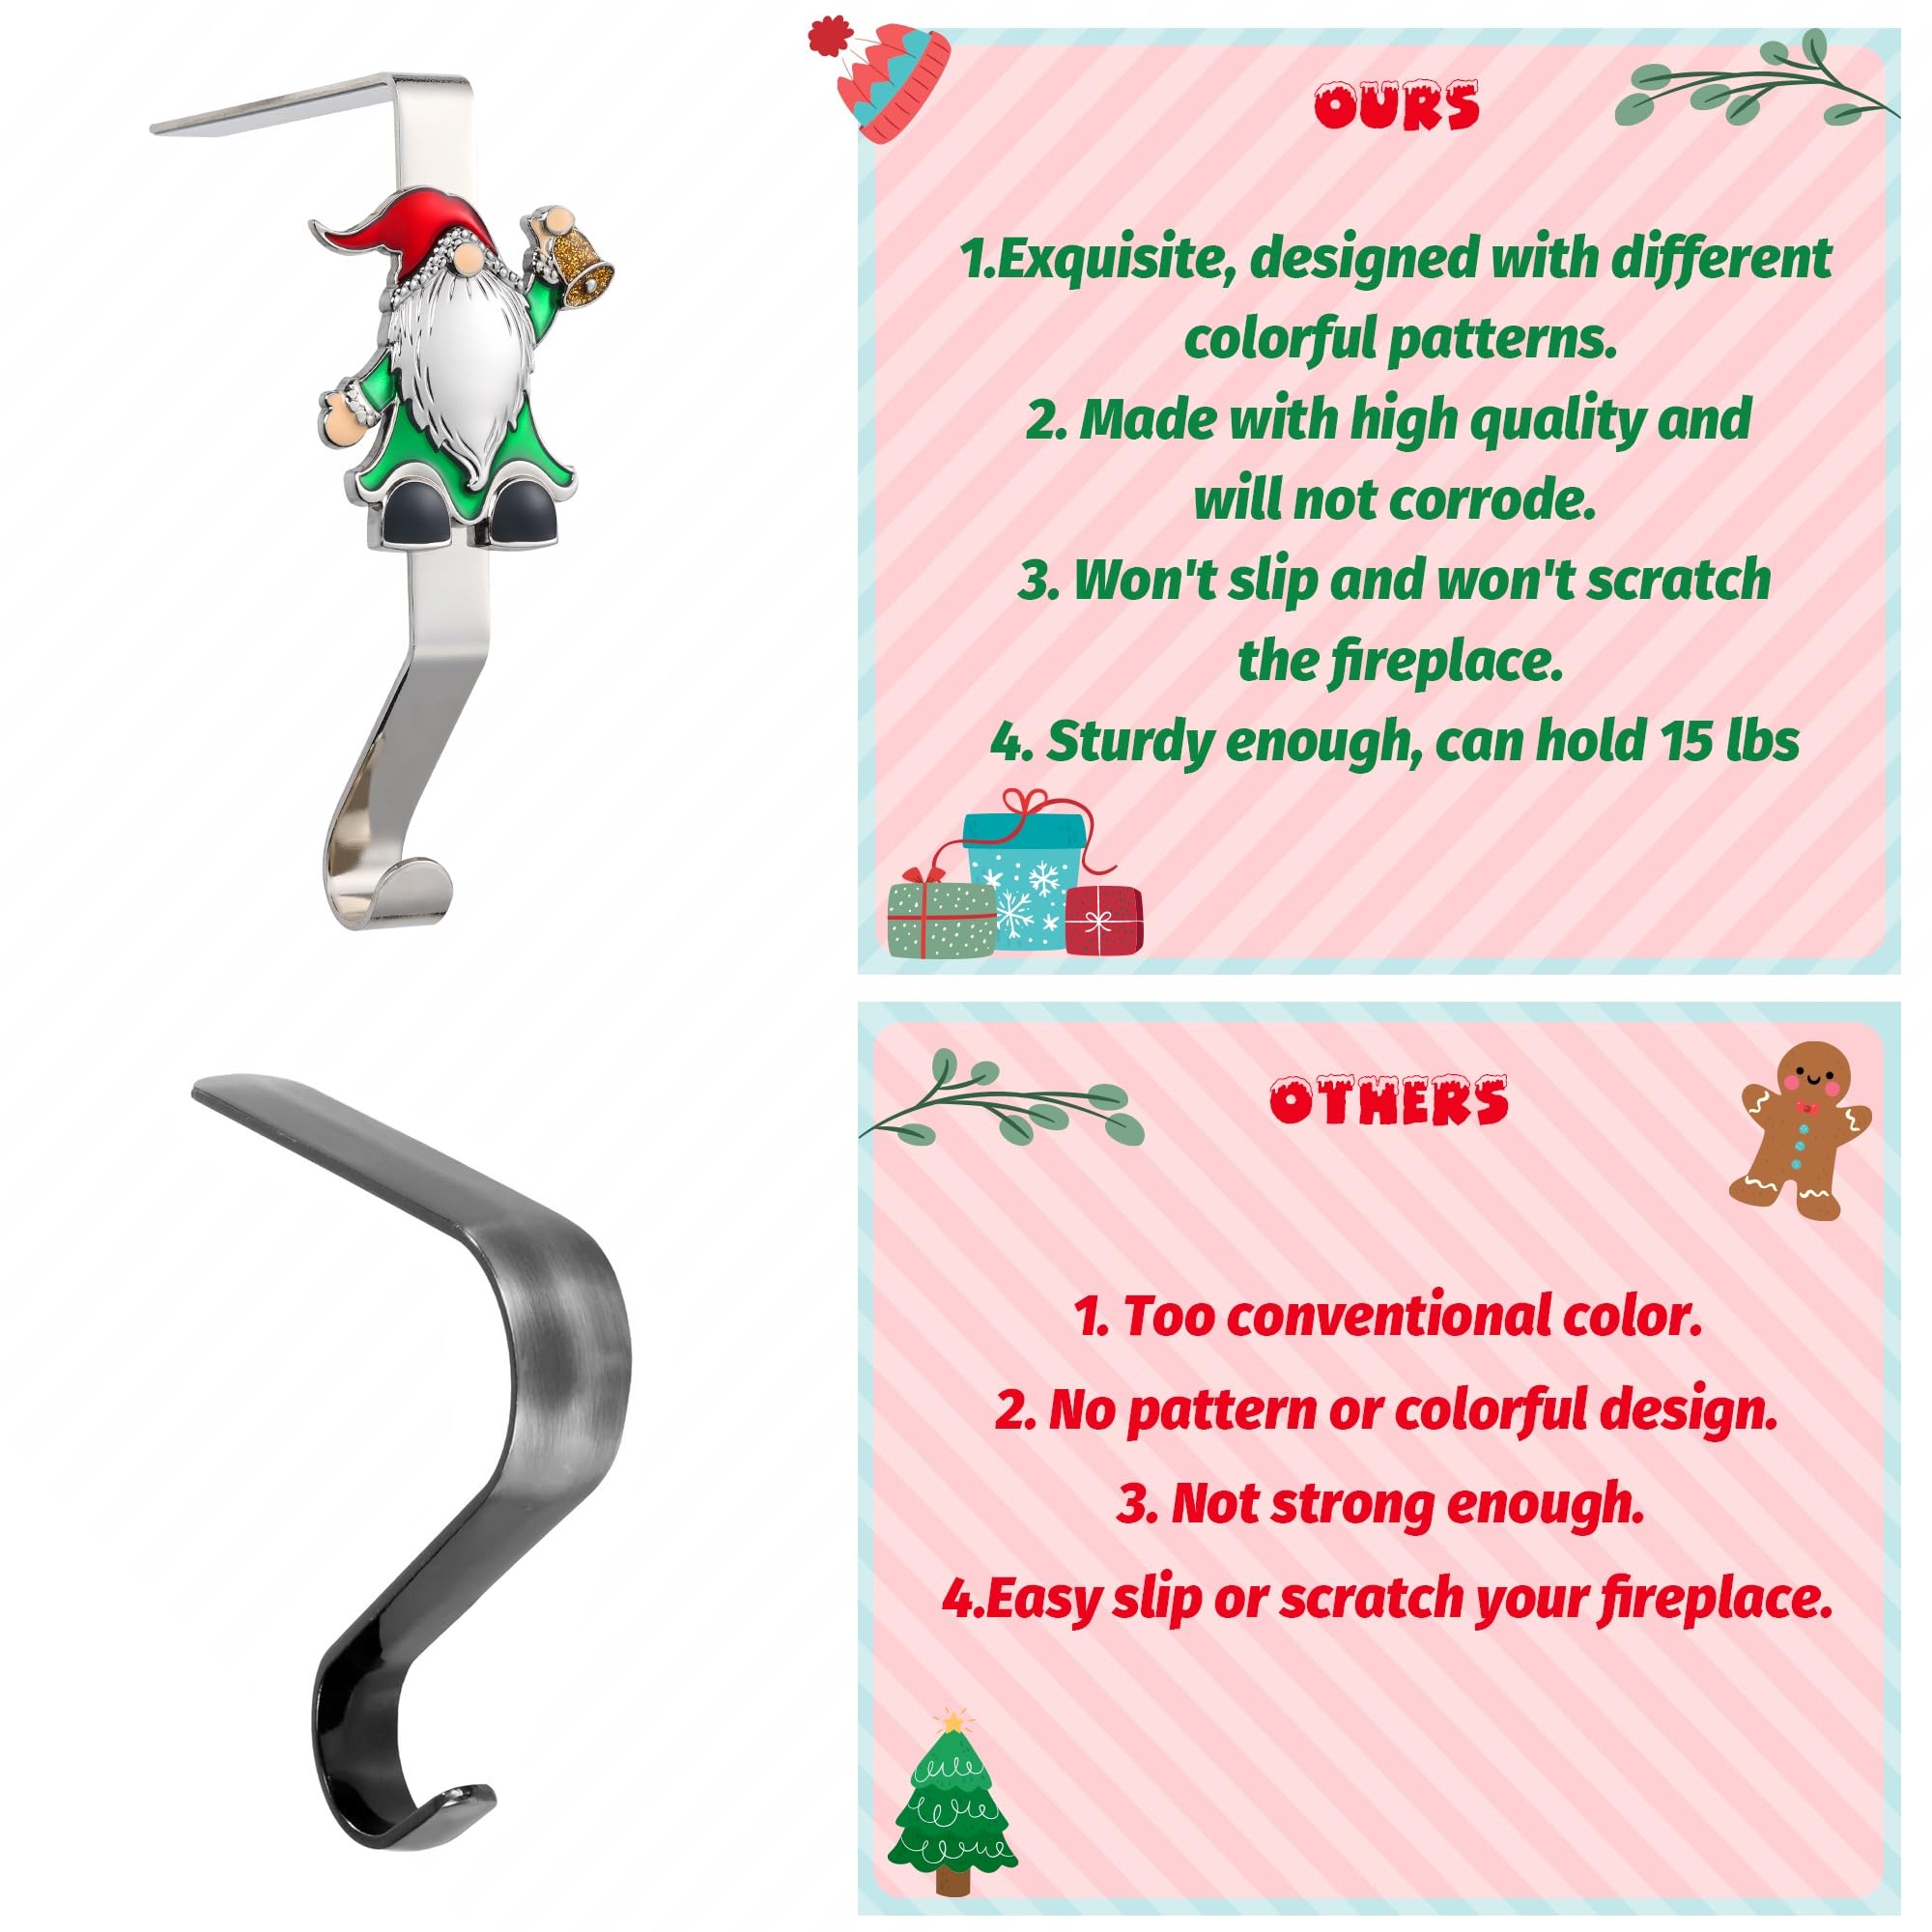 OURS
1.Exquisite, designed with different
colorful patterns.
2. Made with high quality and
will not corrode.
3. Won't slip and won't scratch
the fireplace.
4. Sturdy enough, can hold 15 lbs
OTHERS
1. Too conventional color.
2. No pattern or colorful design.
3. Not strong enough.
4.Easy slip or scratch your fireplace.